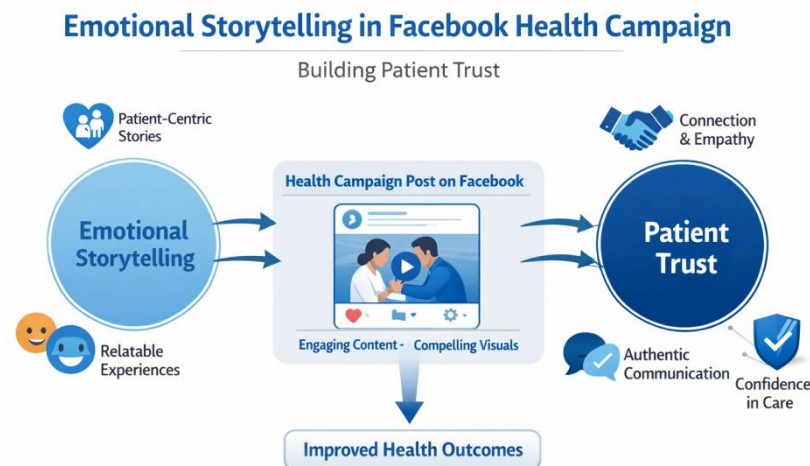 Emotional Storytelling in Facebook Health Campaign
Building Patient Trust
Patient-Centric
Stories
Emotional
Storytelling
Relatable
Experiences
Health Campaign Post on Facebook
Engaging Content - Compelling Visuals
Improved Health Outcomes
Connection
& Empathy
Patient
Trust
Authentic
Communication
Confidence
in Care